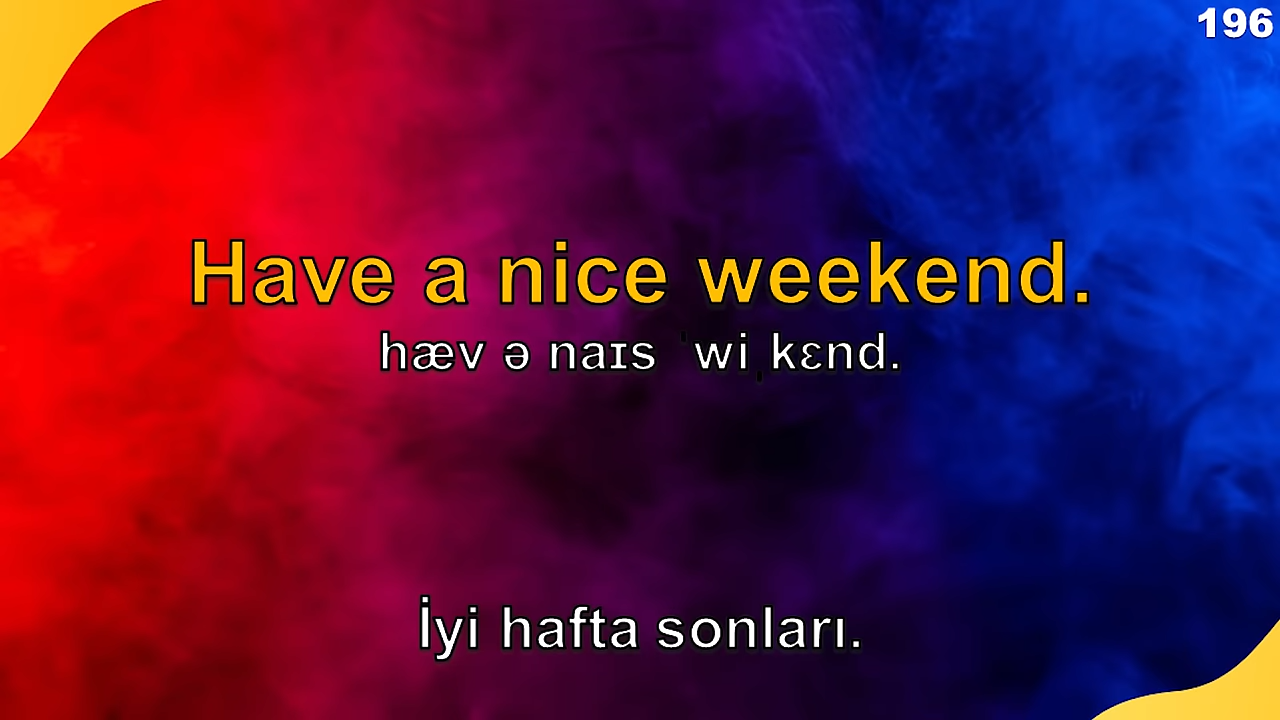 196
Have a nice weekend.
hæv ə naɪs ˈwiˌkɛnd.
İyi hafta sonları.